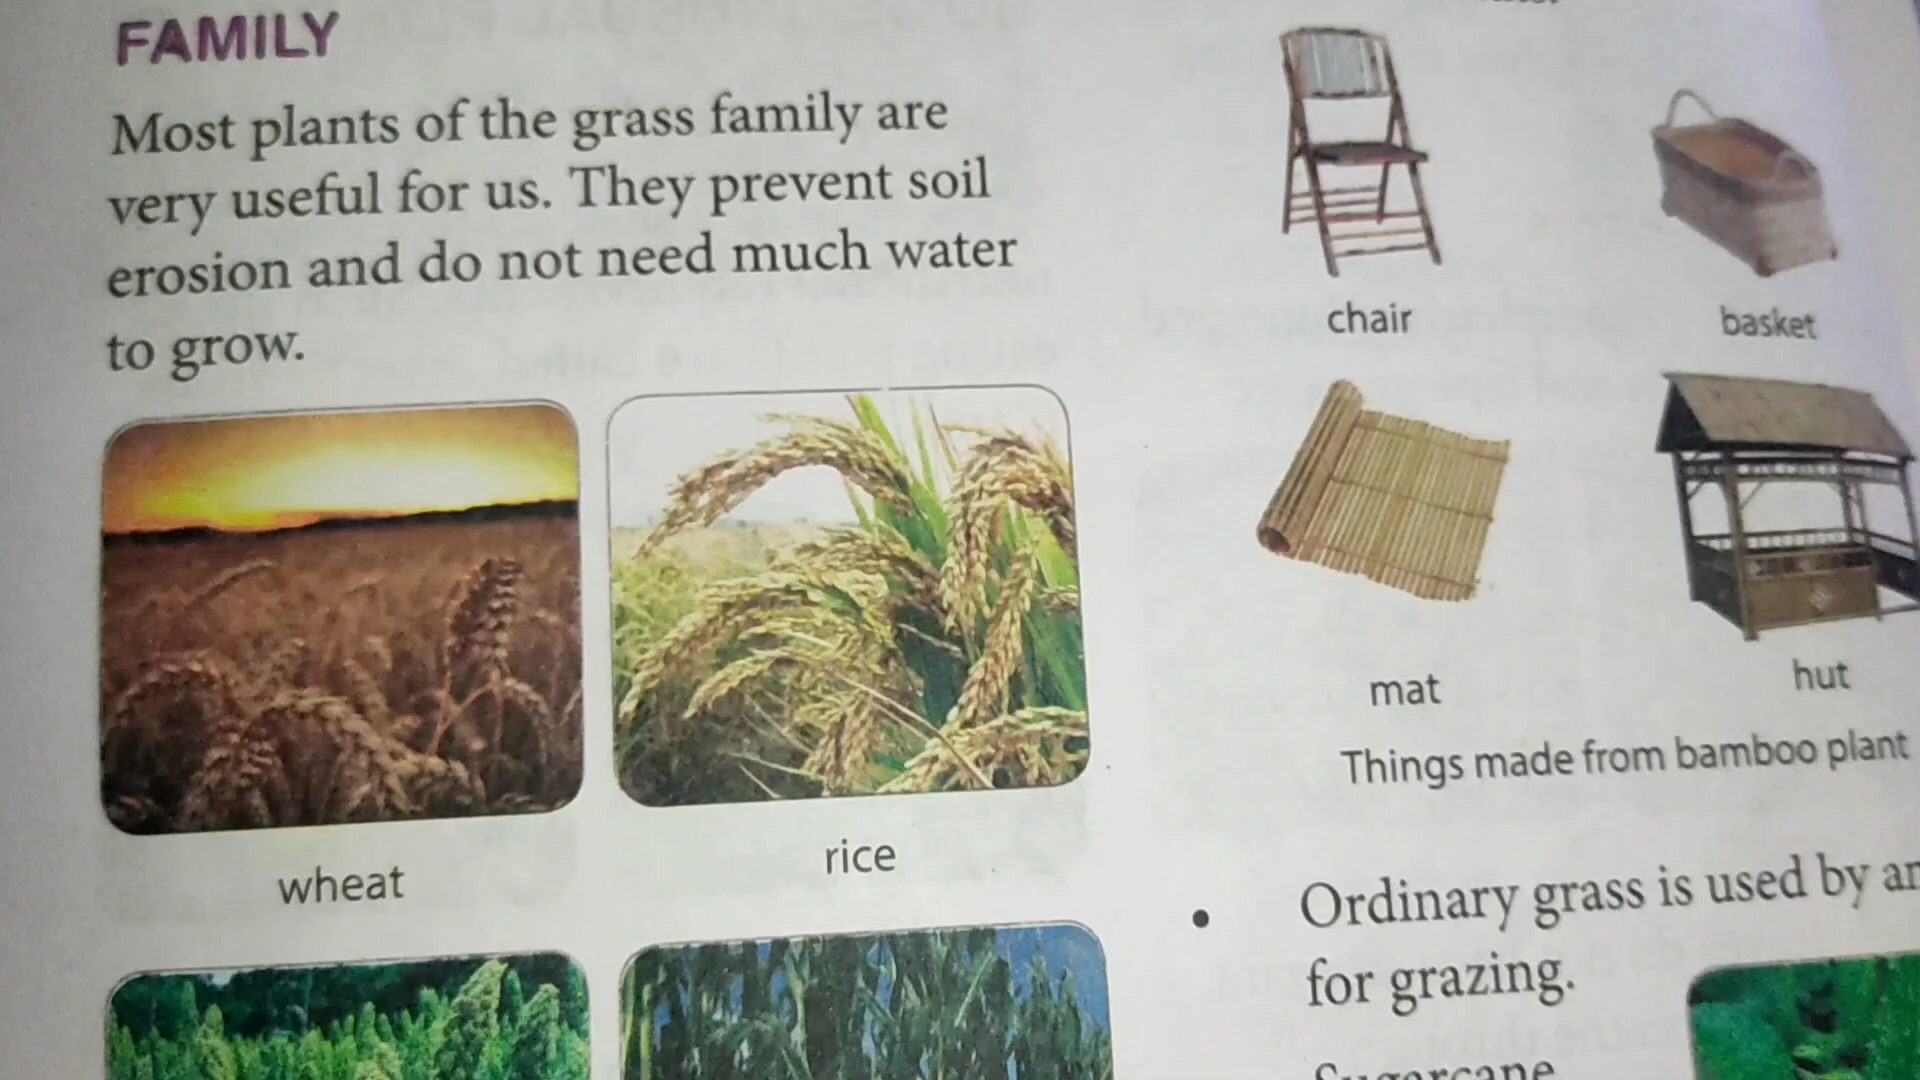 FAMILY
Most plants of the grass family are
very useful for us. They prevent soil
erosion and do not need much water
to grow.
wheat
rice
chair
basket
mat
hut
Things made from bamboo plant
• Ordinary grass is used by
for grazing.
Sugarcane